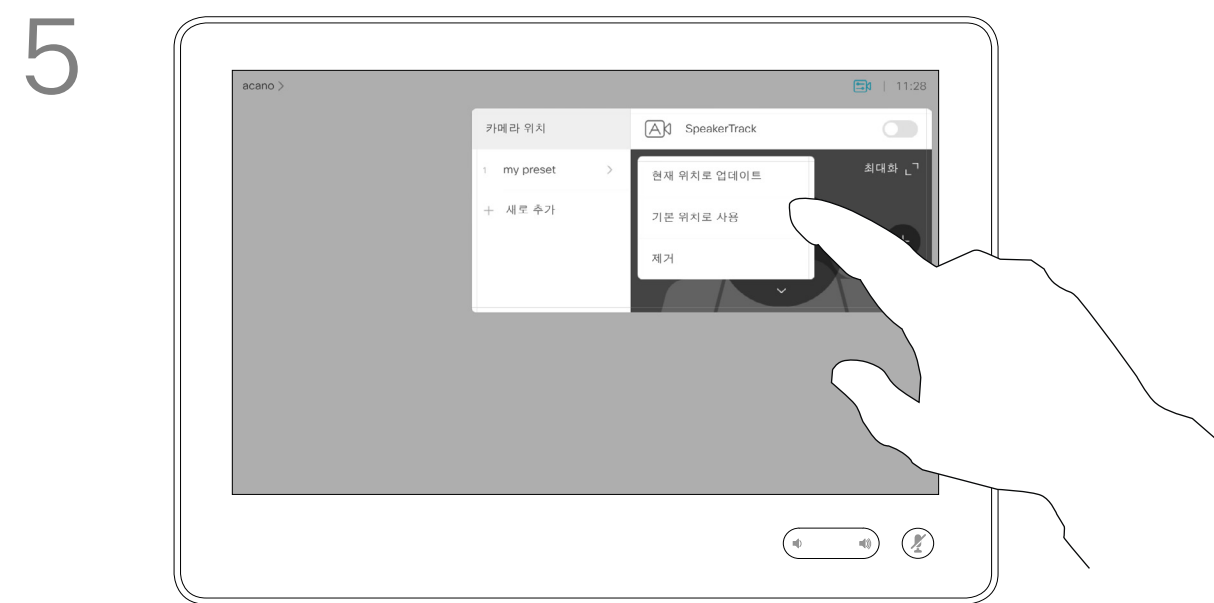 5
acano >
11:28
카메라 위치
SpeakerTrack
1 my preset >
현재 위치로 업데이트
최대화
+ 새로 추가
기본 위치로 사용
제거